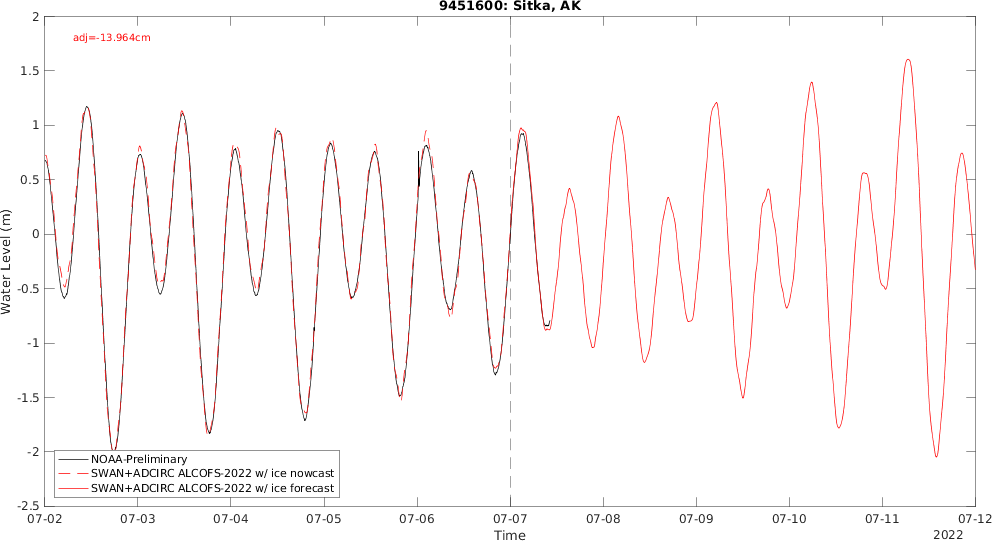 9451600: Sitka, AK
adj=-13.964cm
2
1.5
1
0.5
0
-0.5
-1
-1.5
-2
-2.5
Water Level (m)
NOAA-Preliminary
SWAN+ADCIRC ALCOFS-2022 w/ ice nowcast
SWAN+ADCIRC ALCOFS-2022 w/ ice forecast
07-02 07-03 07-04 07-05 07-06 07-07 07-08 07-09 07-10 07-11 07-12
Time
2022